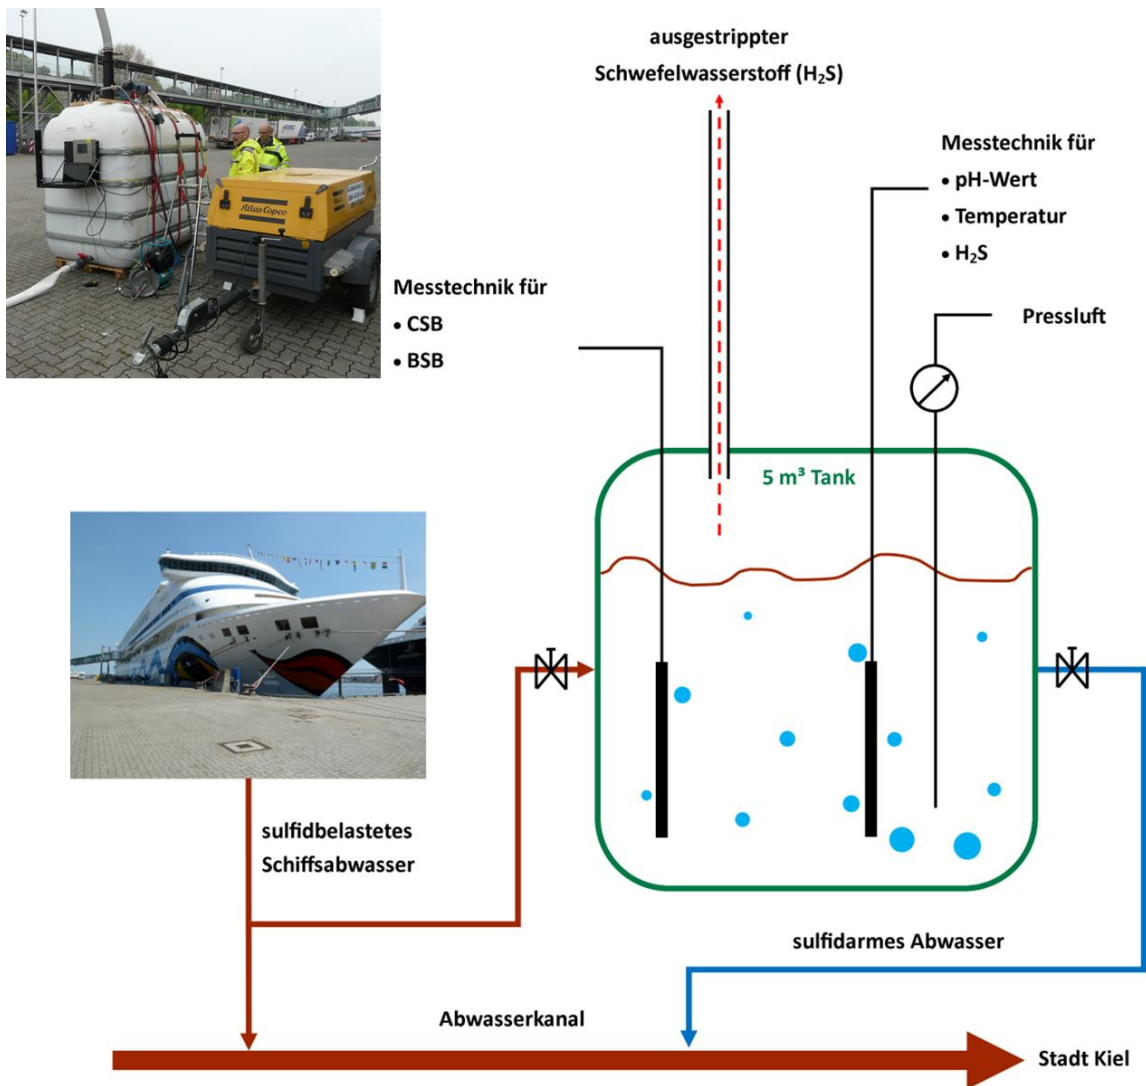 ausgestrippter
Schwefelwasserstoff (H₂S)
Messtechnik für
• pH-Wert
• Temperatur
• H₂S
Atlas Copco
Messtechnik für
• CSB
• BSB
Pressluft
5 m³ Tank
sulfidbelastetes
Schiffsabwasser
sulfidarmes Abwasser
Abwasserkanal
Stadt Kiel